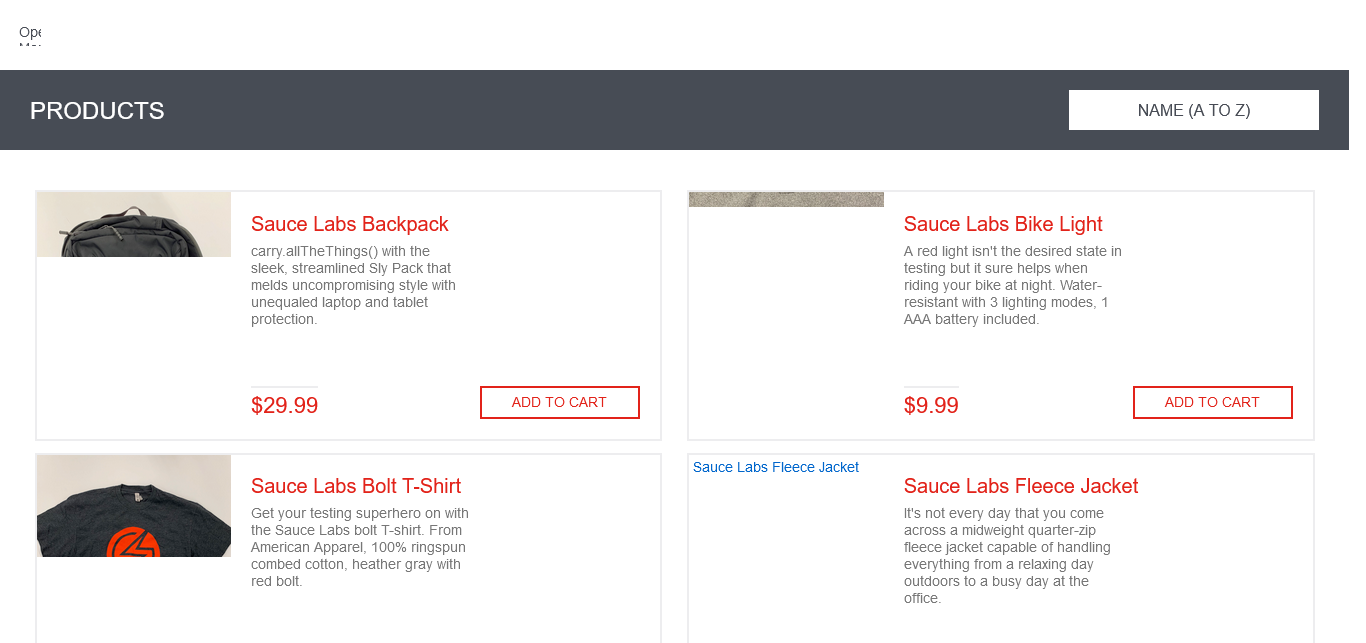 Ope
PRODUCTS
NAME (A TO Z)
Sauce Labs Backpack
carry.allTheThings() with the
sleek, streamlined Sly Pack that
melds uncompromising style with
unequaled laptop and tablet
protection.
$29.99
ADD TO CART
Sauce Labs Bike Light
A red light isn't the desired state in
testing but it sure helps when
riding your bike at night. Water-
resistant with 3 lighting modes, 1
AAA battery included.
$9.99
ADD TO CART
Sauce Labs Bolt T-Shirt
Get your testing superhero on with
the Sauce Labs bolt T-shirt. From
American Apparel, 100% ringspun
combed cotton, heather gray with
red bolt.
Sauce Labs Fleece Jacket
Sauce Labs Fleece Jacket
It's not every day that you come
across a midweight quarter-zip
fleece jacket capable of handling
everything from a relaxing day
outdoors to a busy day at the
office.